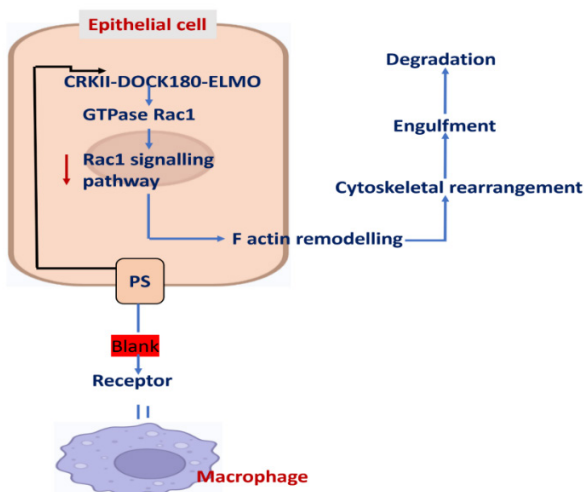 Epithelial cell
CRKII-DOCK180-ELMO
GTPase Rac1
Rac1 signalling
pathway
F actin remodelling
Cytoskeletal rearrangement
Engulfment
Degradation
PS
Blank
Receptor
Macrophage